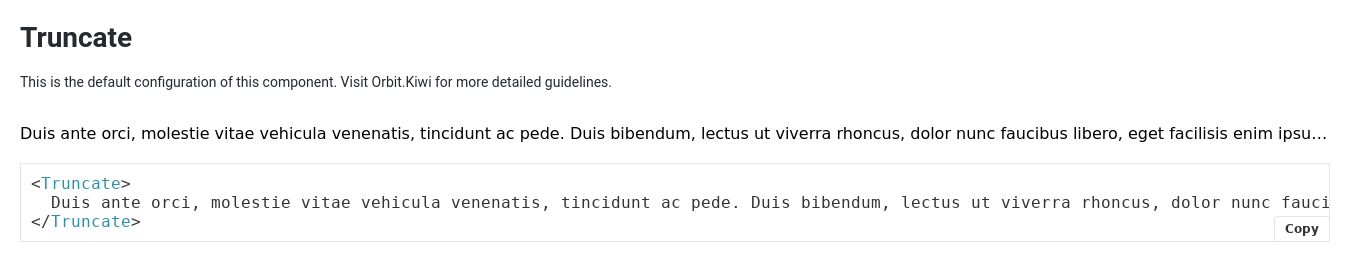 Truncate
This is the default configuration of this component. Visit Orbit.Kiwi for more detailed guidelines.
Duis ante orci, molestie vitae vehicula venenatis, tincidunt ac pede. Duis bibendum, lectus ut viverra rhoncus, dolor nunc faucibus libero, eget facilisis enim ipsu…
<Truncate>
  Duis ante orci, molestie vitae vehicula venenatis, tincidunt ac pede. Duis bibendum, lectus ut viverra rhoncus, dolor nunc fauci
</Truncate>
Copy